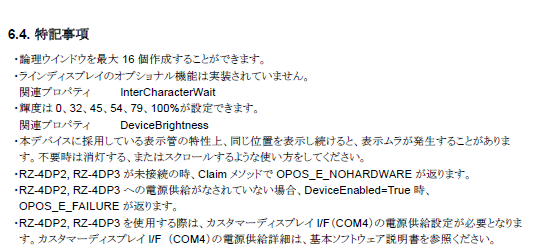 6.4. 特記事項
・論理ウインドウを最大 16 個作成することができます。
・ラインディスプレイのオプショナル機能は実装されていません。
関連プロパティ InterCharacterWait
・輝度は 0、32、45、54、79、100%が設定できます。
関連プロパティ DeviceBrightness
・本デバイスに採用している表示管の特性上、同じ位置を表示し続けると、表示ムラが発生することがありま
す。不要時は消灯する、またはスクロールするような使い方をしてください。
・RZ-4DP2, RZ-4DP3 が未接続の時、Claim メソッドで OPOS_E_NOHARDWARE が返ります。
・RZ-4DP2, RZ-4DP3 への電源供給がなされていない場合、DeviceEnabled=True 時、
OPOS_E_FAILURE が返ります。
・RZ-4DP2, RZ-4DP3 を使用する際は、カスタマーディスプレイ I/F（COM4）の電源供給設定が必要となりま
す。カスタマーディスプレイ I/F （COM4）の電源供給詳細は、基本ソフトウェア説明書を参照ください。